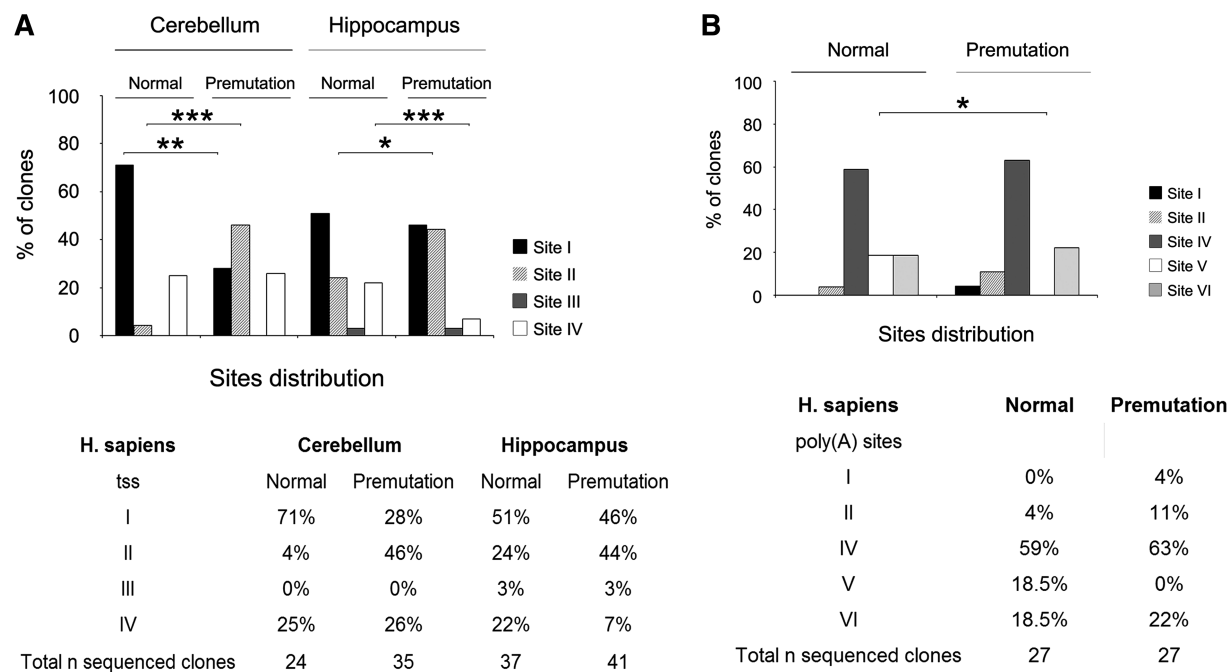 A
Cerebellum Hippocampus
Normal Premutation Normal Premutation
100
80
60
40
20
0
% of clones
*** ***
** *
Site I
Site II
Site III
Site IV
Sites distribution
H. sapiens Cerebellum Hippocampus
tss Normal Premutation Normal Premutation
I 71% 28% 51% 46%
II 4% 46% 24% 44%
III 0% 0% 3% 3%
IV 25% 26% 22% 7%
Total n sequenced clones 24 35 37 41
B
Normal Premutation
100
80
60
40
20
0
% of clones
*
Site I
Site II
Site IV
Site V
Site VI
Sites distribution
H. sapiens Normal Premutation
poly(A) sites
I 0% 4%
II 4% 11%
IV 59% 63%
V 18.5% 0%
VI 18.5% 22%
Total n sequenced clones 27 27